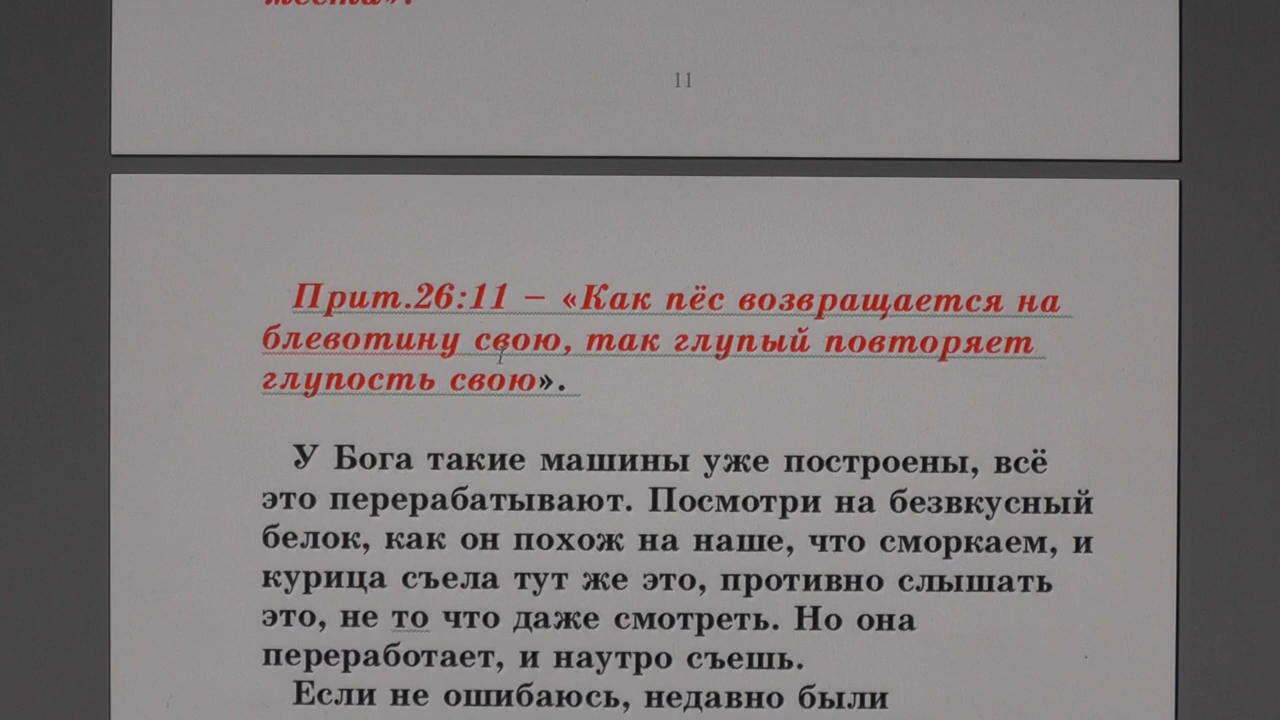 11
Прит.26:11 – «Как пёс возвращается на
блевотину свою, так глупый повторяет
глупость свою».
У Бога такие машины уже построены, всё
это перерабатывают. Посмотри на безвкусный
белок, как он похож на наше, что сморкаем, и
курица съела тут же это, противно слышать
это, не то что даже смотреть. Но она
переработает, и наутро съешь.
Если не ошибаюсь, недавно были